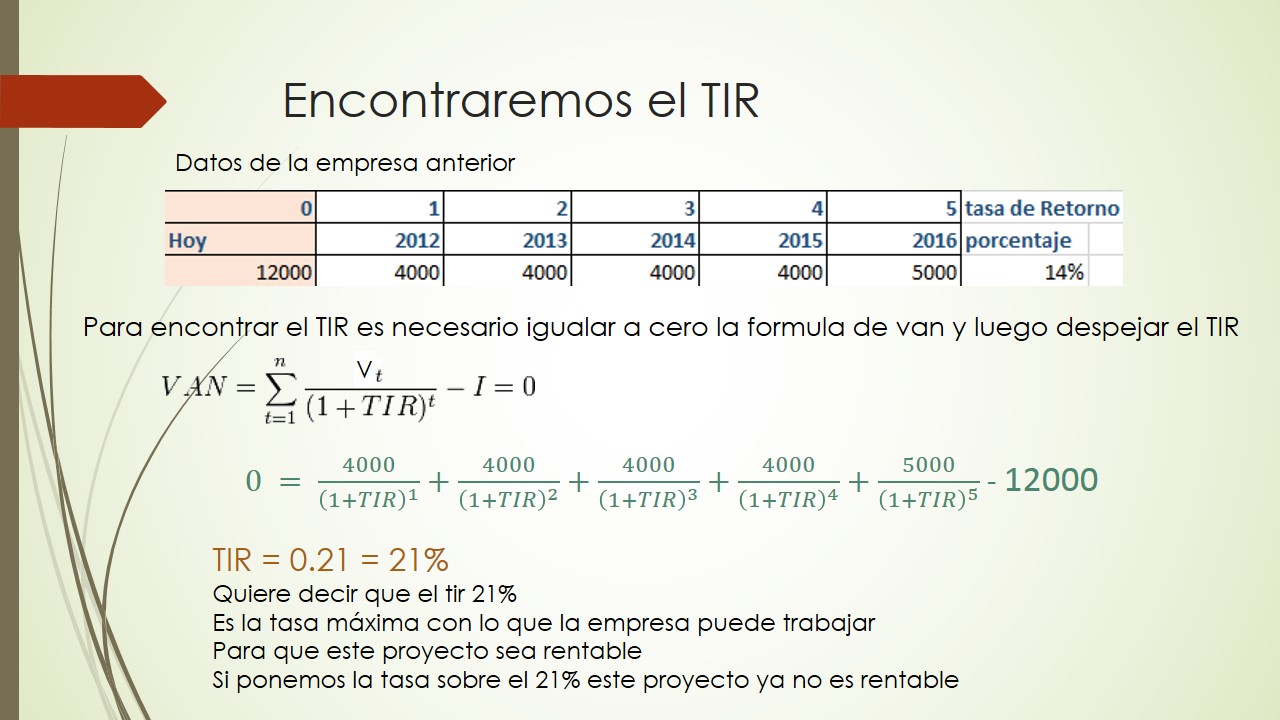 Encontraremos el TIR
Datos de la empresa anterior
0 1 2 3 4 5 tasa de Retorno
Hoy 2012 2013 2014 2015 2016 porcentaje
12000 4000 4000 4000 4000 5000 14%
Para encontrar el TIR es necesario igualar a cero la formula de van y luego despejar el TIR
VAN = \sum_{t=1}^{n} \frac{V_t}{(1+TIR)^t} - I = 0
0 = \frac{4000}{(1+TIR)^1} + \frac{4000}{(1+TIR)^2} + \frac{4000}{(1+TIR)^3} + \frac{4000}{(1+TIR)^4} + \frac{5000}{(1+TIR)^5} - 12000
TIR = 0.21 = 21%
Quiere decir que el tir 21%
Es la tasa máxima con lo que la empresa puede trabajar
Para que este proyecto sea rentable
Si ponemos la tasa sobre el 21% este proyecto ya no es rentable